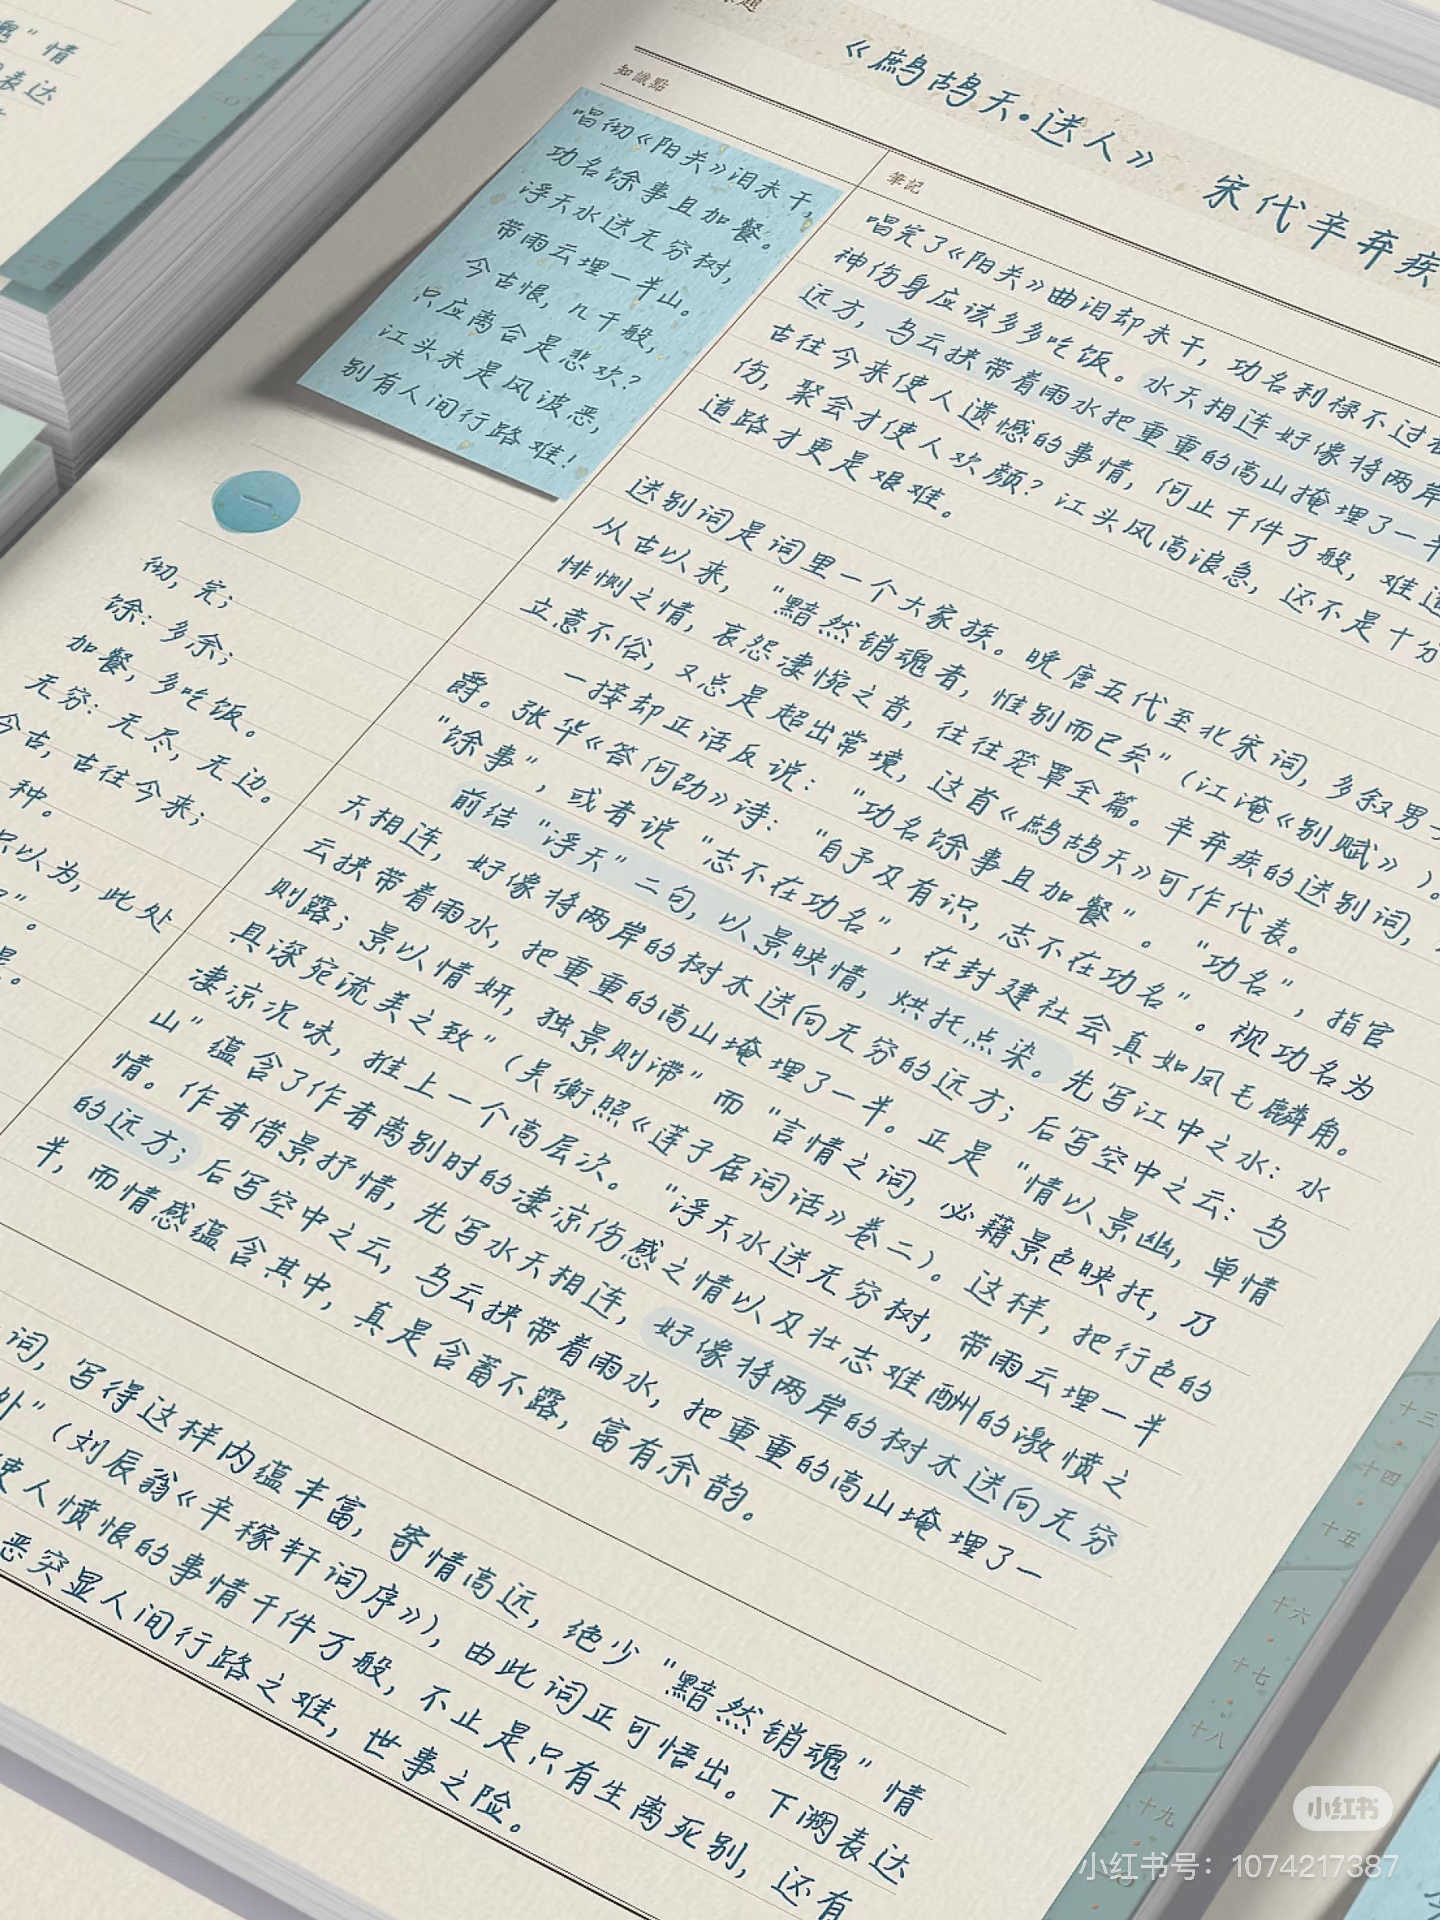 《鹧鸪天·送人》 宋代辛弃疾
知識點
唱彻《阳关》泪未干，
功名馀事且加餐。
浮天水送无穷树，
带雨云埋一半山。
今古恨，几千般，
只应离合是悲欢？
江头未是风波恶，
别有人间行路难！
一
彻，完；
馀：多余；
加餐，多吃饭。
无穷：无尽，无边。
今古，古往今来；
种。
只以为，此处
筆記
唱完了《阳关》曲泪却未干，功名利禄不过
神伤身应该多多吃饭。水天相连好像将两岸
远方，乌云挟带着雨水把重重的高山掩埋了一
古往今来使人遗憾的事情，何止千件万般，难道
伤，聚会才使人欢颜？江头风高浪急，还不是十分
道路才更是艰难。
送别词是词里一个大家族。晚唐五代至北宋词，多叙男
从古以来，“黯然销魂者，惟别而已矣”（江淹《别赋》）。
悱恻之情，哀怨凄惋之音，往往笼罩全篇。辛弃疾的送别词，
立意不俗，又总是超出常境，这首《鹧鸪天》可作代表。
一接却正话反说：“功名馀事且加餐”。“功名”，指官
爵。张华《答何劭》诗：“自予及有识，志不在功名”。视功名为
“馀事”，或者说“志不在功名”，在封建社会真如凤毛麟角。
前结“浮天”二句，以景映情，烘托点染。先写江中之水：水
天相连，好像将两岸的树木送向无穷的远方；后写空中之云：乌
云挟带着雨水，把重重的高山埯埋了一半。正是“情以景幽，单情
则露；景以情妍，独景则滞”而“言情之词，必藉景色映托，乃
具深宛流美之致”（吴衡照《莲子居词话》卷二）。这样，把行色的
凄凉况味，推上一个高层次。“浮天水送无穷树，带雨云埋一半
山”蕴含了作者离别时的凄凉伤感之情以及壮志难酬的激愤之
情。作者借景抒情，先写水天相连，好像将两岸的树木送向无穷
的远方；后写空中之云，乌云挟带着雨水，把重重的高山埯埋了一
半，而情感蕴含其中，真是含蓄不露，富有余韵。
词，写得这样内蕴丰富，寄情高远，绝少“黯然销魂”情
处”（刘辰翁《辛稼轩词序》），由此词正可悟出。下阕表达
使人愤恨的事情千件万般，不止是只有生离死别，还有
恶突显人间行路之难，世事之险。
”情
表达
十三
十四
十五
十六
十七
十八
十九
小红书
小红书号：1074217387